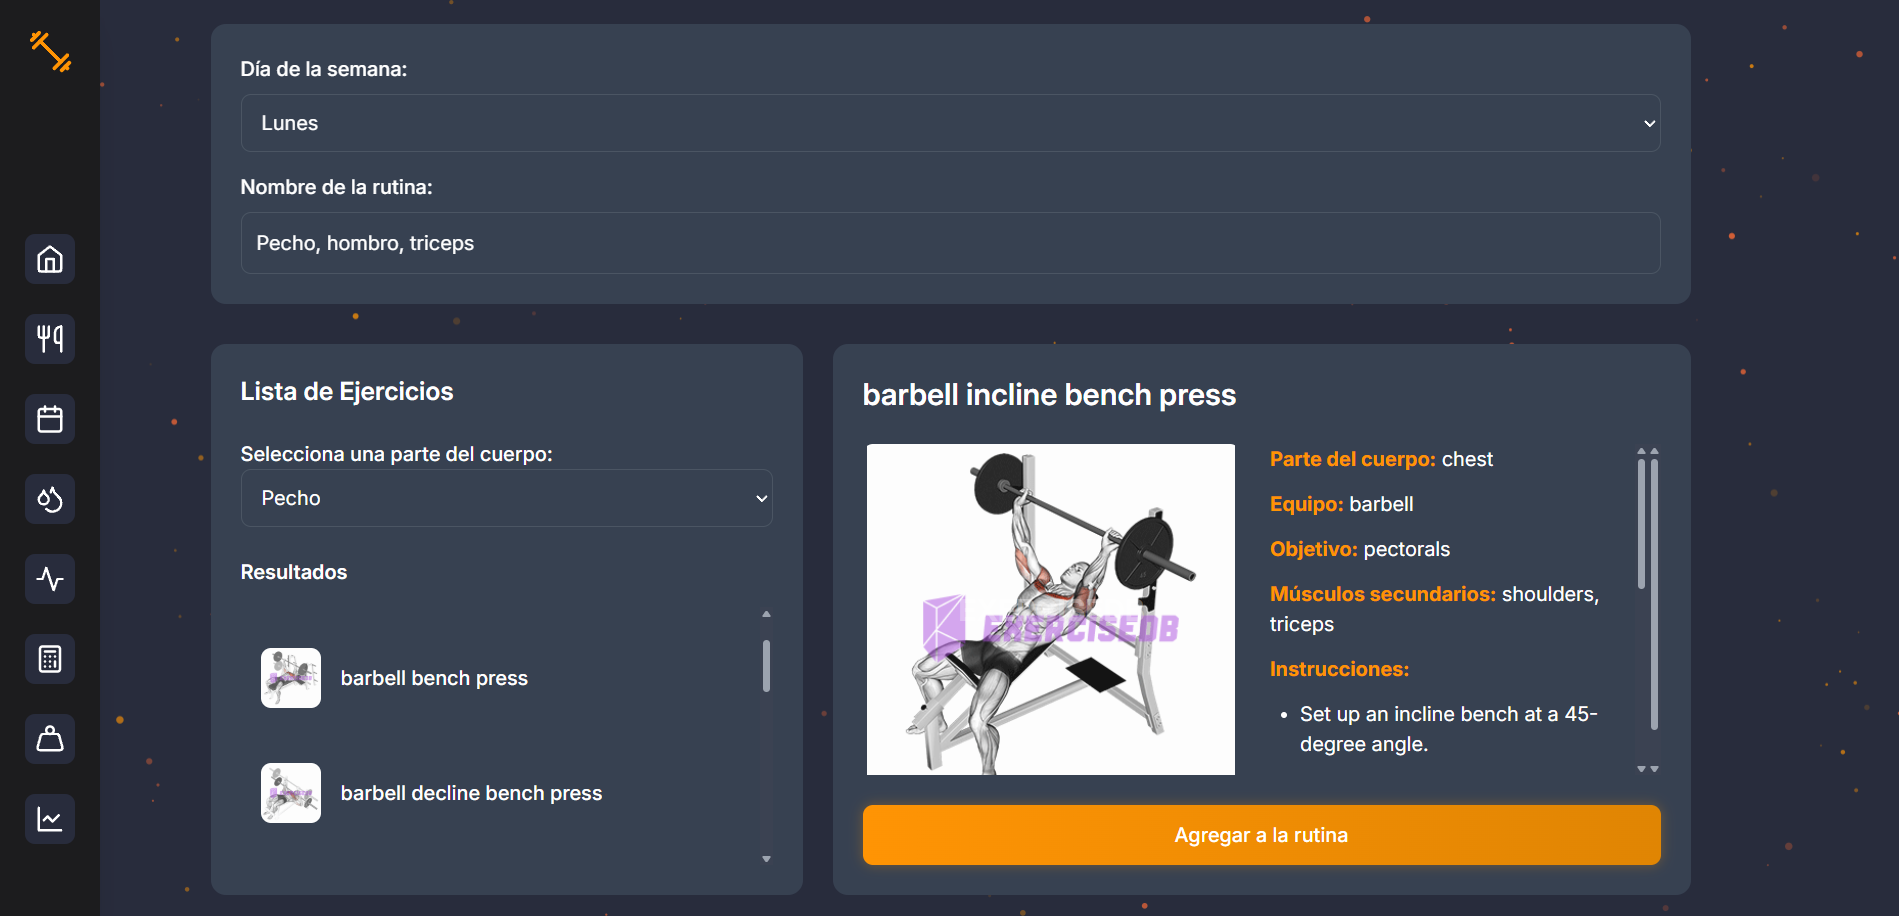 Día de la semana:
Lunes
Nombre de la rutina:
Pecho, hombro, triceps
Lista de Ejercicios
Selecciona una parte del cuerpo:
Pecho
Resultados
barbell bench press
barbell decline bench press
barbell incline bench press
EXERCISEDB
Parte del cuerpo: chest
Equipo: barbell
Objetivo: pectorals
Músculos secundarios: shoulders,
triceps
Instrucciones:
• Set up an incline bench at a 45-
degree angle.
Agregar a la rutina